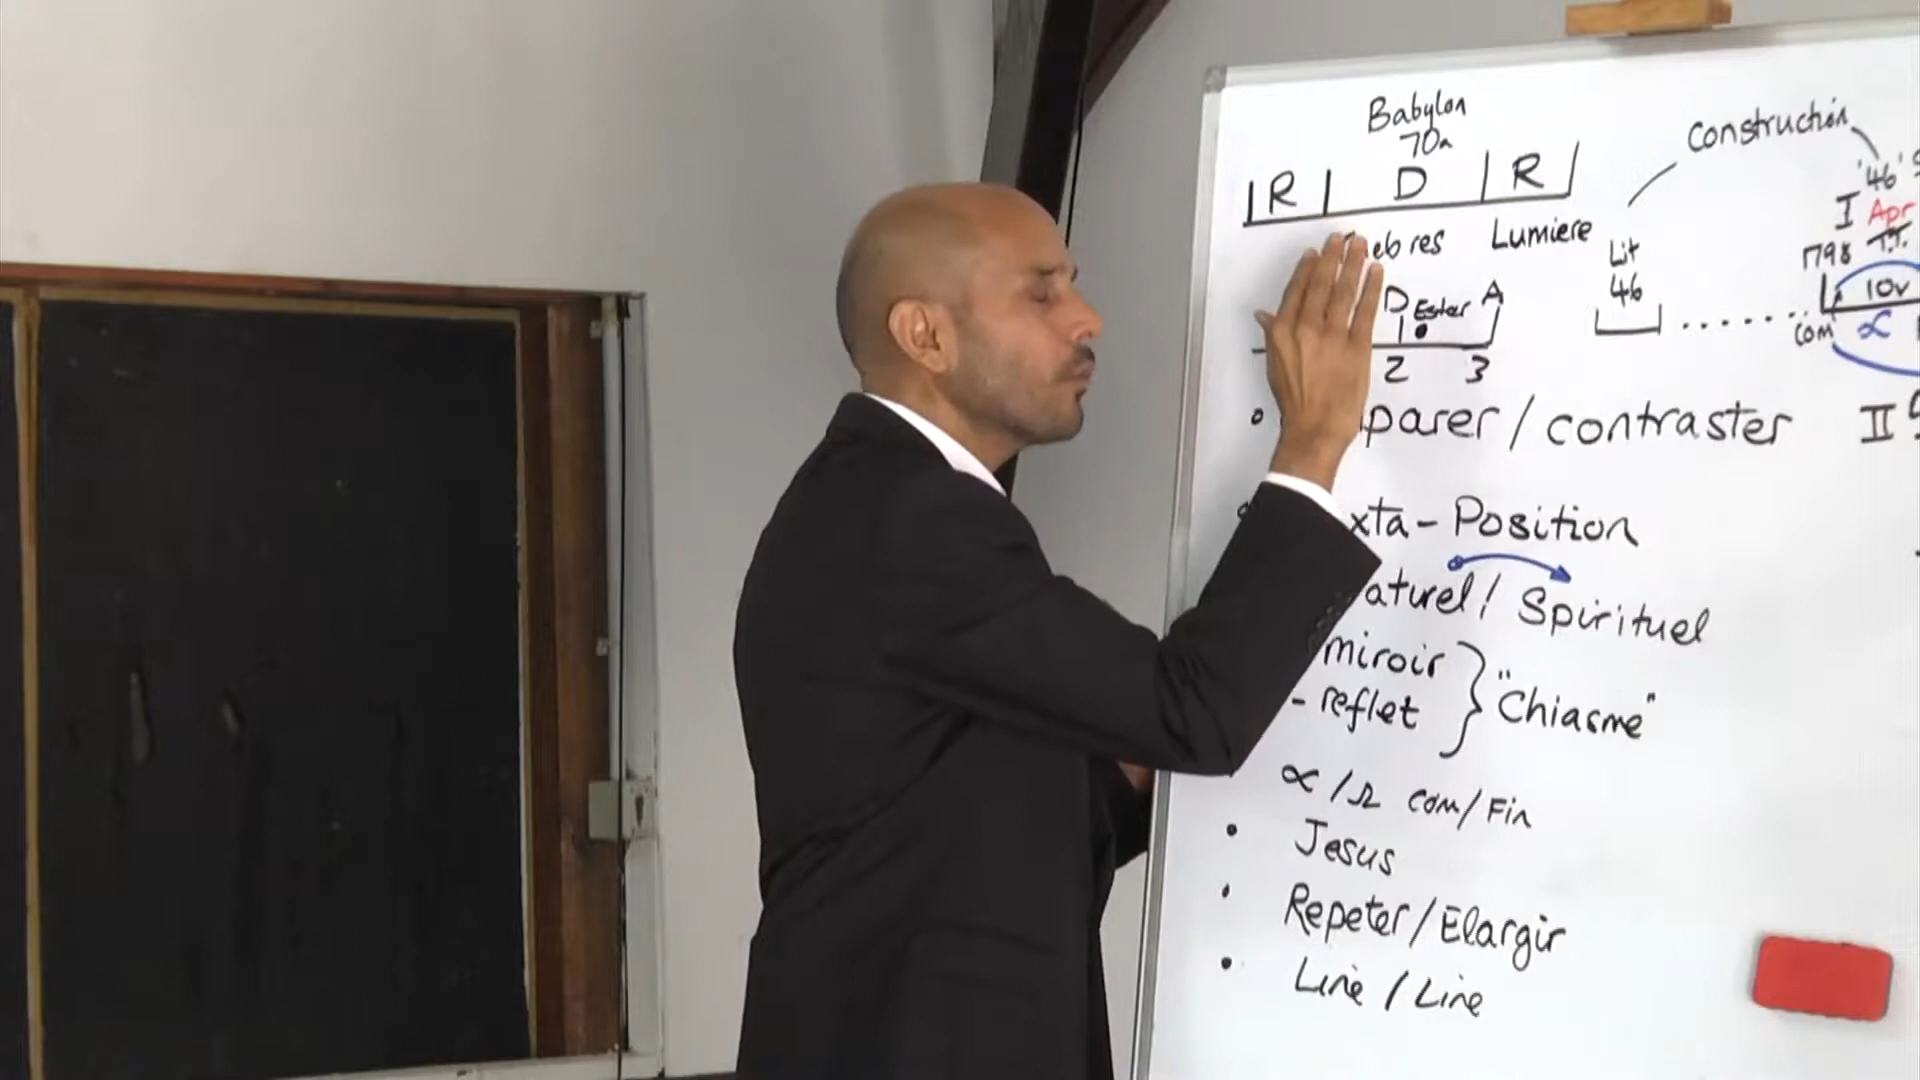 Babylon
70a
R D R
ebres Lumiere
D Ester A
2 3
parer / contraster
xta - Position
aturel / Spirituel
miroir
- reflet
"Chiasme"
∝ / Ω com / Fin
Jesus
Repeter / Elargir
Line / Line
Construction
Lit
46
'46'
I Apr
1798 T.T.
10v
com ∝
II